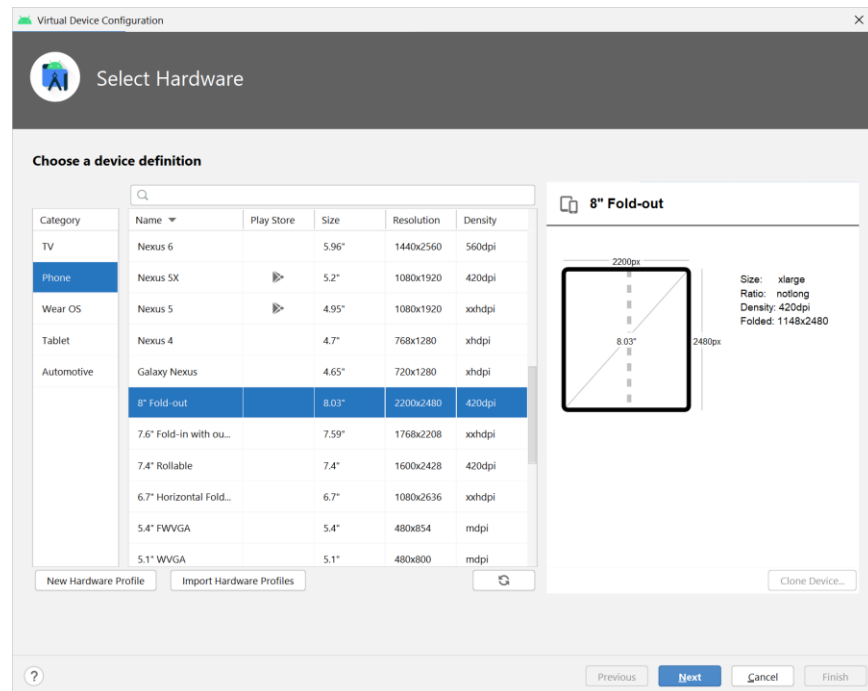 Virtual Device Configuration
Select Hardware
Choose a device definition
Category
TV
Phone
Wear OS
Tablet
Automotive
Name Play Store Size Resolution Density
Nexus 6 5.96" 1440x2560 560dpi
Nexus 5X 5.2" 1080x1920 420dpi
Nexus 5 4.95" 1080x1920 xxhdpi
Nexus 4 4.7" 768x1280 xhdpi
Galaxy Nexus 4.65" 720x1280 xhdpi
8" Fold-out 8.03" 2200x2480 420dpi
7.6" Fold-in with ou... 7.59" 1768x2208 xxhdpi
7.4" Rollable 7.4" 1600x2428 420dpi
6.7" Horizontal Fold... 6.7" 1080x2636 xxhdpi
5.4" FWVGA 5.4" 480x854 mdpi
5.1" WVGA 5.1" 480x800 mdpi
8" Fold-out
2200px
8.03"
2480px
Size: xlarge
Ratio: notlong
Density: 420dpi
Folded: 1148x2480
New Hardware Profile Import Hardware Profiles
Clone Device...
? Previous Next Cancel Finish